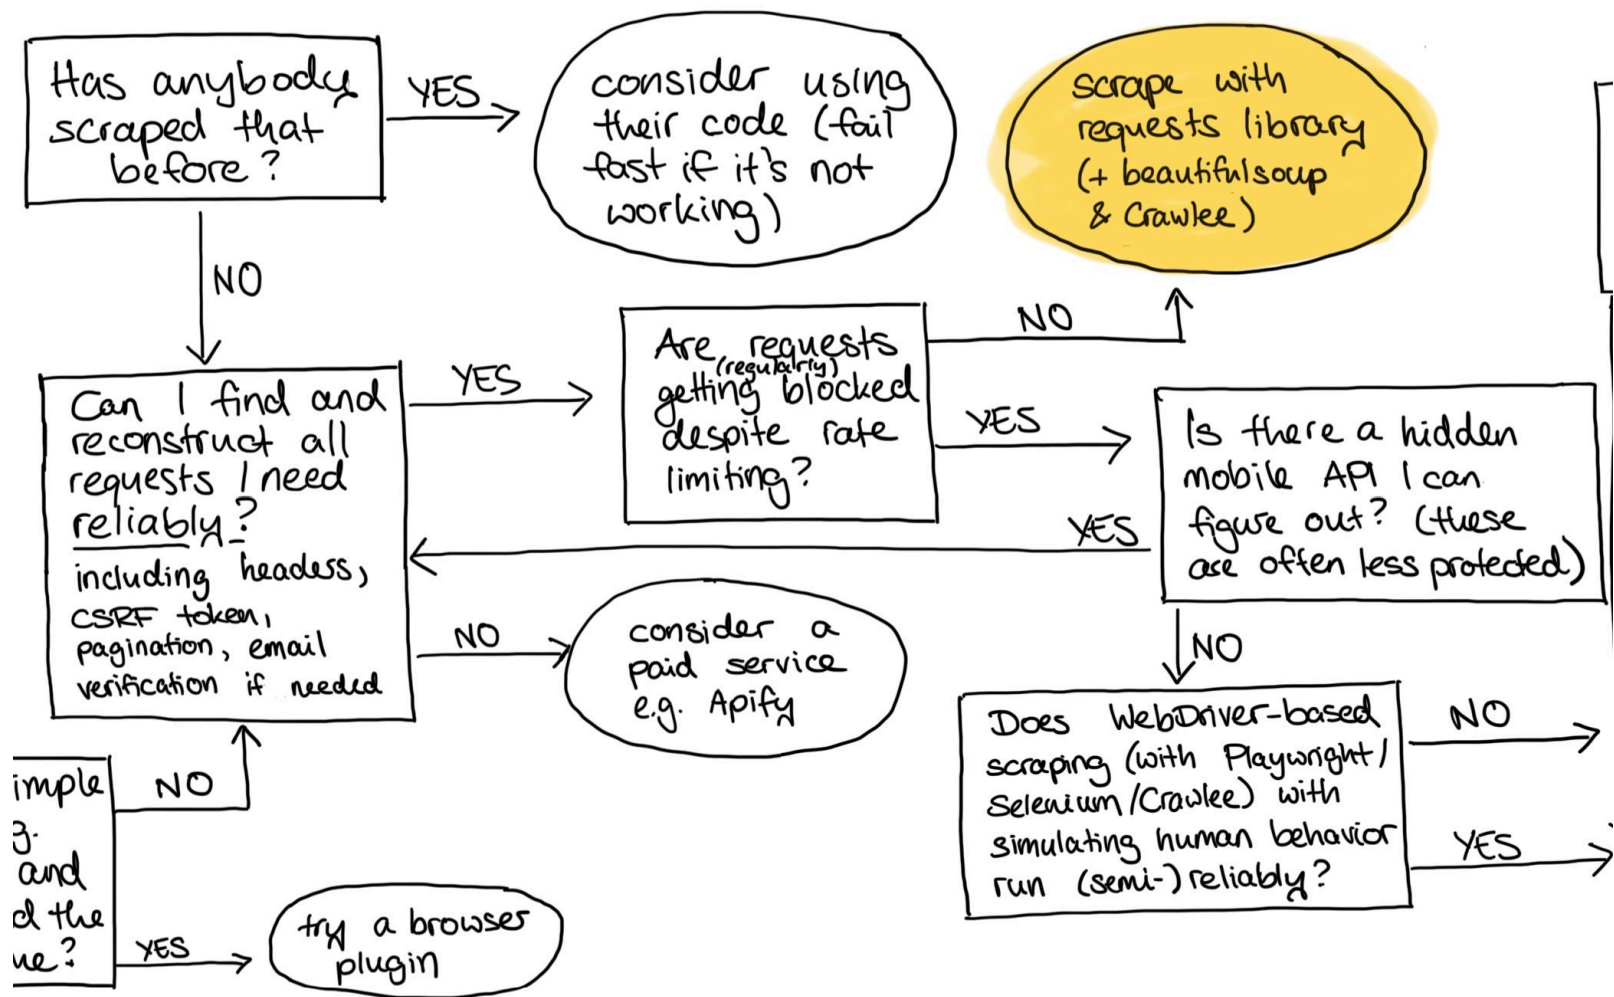 Has anybody
scraped that
before?
YES
consider using
their code (fail
fast if it's not
working)
scrape with
requests library
(+ beautifulsoup
& Crawlee)
NO
Can I find and
reconstruct all
requests I need
reliably?
including headers,
CSRF token,
pagination, email
verification if needed
YES
Are requests
(regularly)
getting blocked
despite rate
limiting?
NO
YES
Is there a hidden
mobile API I can
figure out? (these
are often less protected)
YES
NO
consider a
paid service
e.g. Apify
NO
Does WebDriver-based
scraping (with Playwright/
Selenium/Crawlee) with
simulating human behavior
run (semi-)reliably?
NO
YES
imple
g.
and
d the
ue?
NO
YES
try a browser
plugin